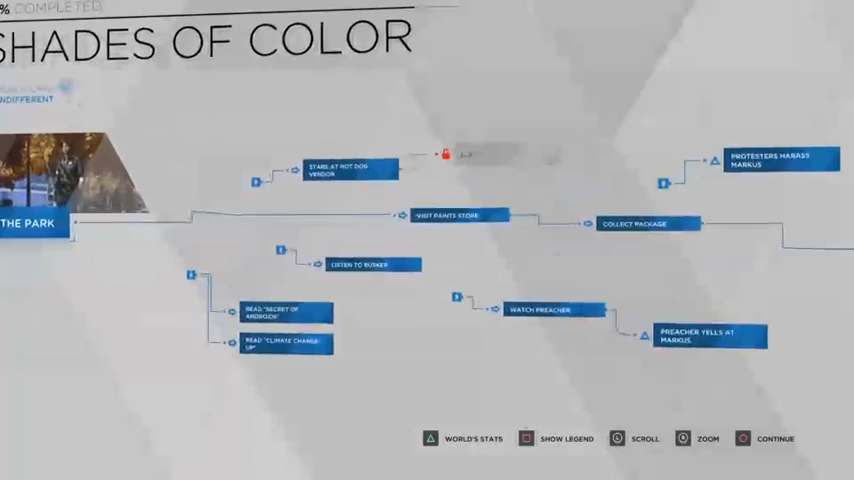 % COMPLETED
SHADES OF COLOR
INDIFFERENT
THE PARK
STARE AT HOT DOG
VENDOR
PROTESTERS HARASS
MARKUS
VISIT PAINTS STORE
COLLECT PACKAGE
LISTEN TO BUSKER
READ "SECRET OF
ANDROIDS"
READ "CLIMATE CHANGE:
UP"
WATCH PREACHER
PREACHER YELLS AT
MARKUS
WORLD'S STATS
SHOW LEGEND
L
SCROLL
R
ZOOM
CONTINUE